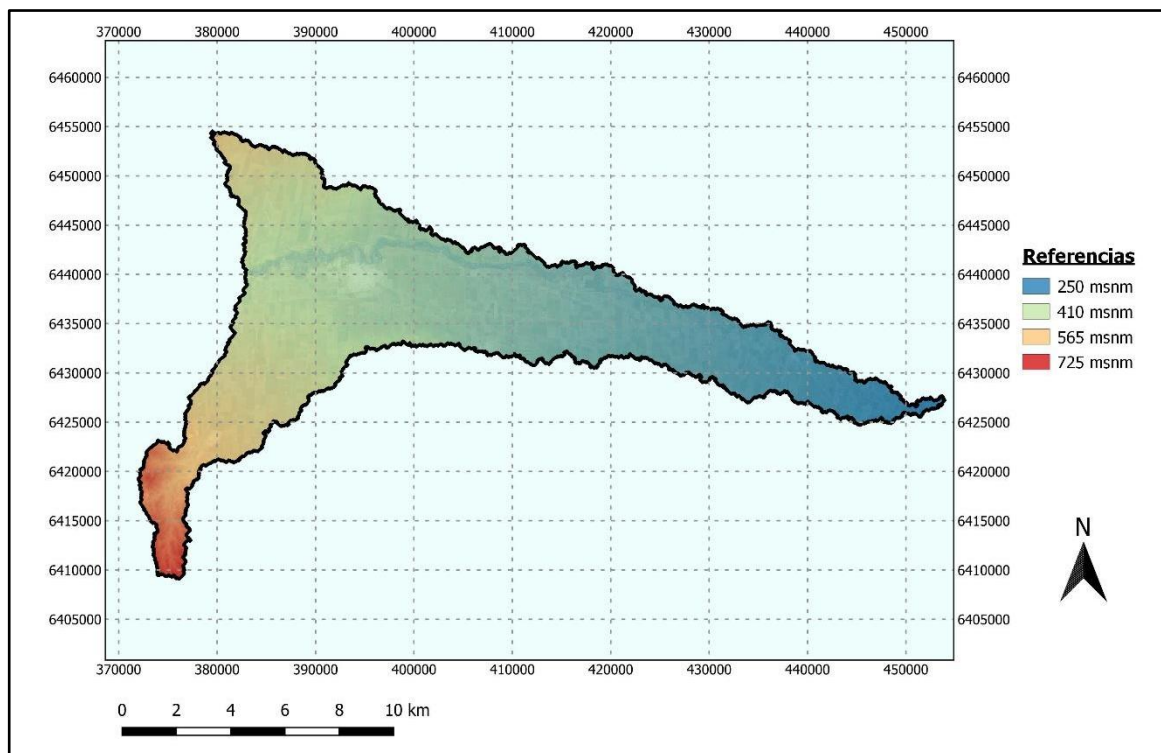 370000 380000 390000 400000 410000 420000 430000 440000 450000
6460000 6460000
6455000 6455000
6450000 6450000
6445000 6445000
6440000 6440000
6435000 6435000
6430000 6430000
6425000 6425000
6420000 6420000
6415000 6415000
6410000 6410000
6405000 6405000
370000 380000 390000 400000 410000 420000 430000 440000 450000
Referencias
250 msnm
410 msnm
565 msnm
725 msnm
N
0 2 4 6 8 10 km